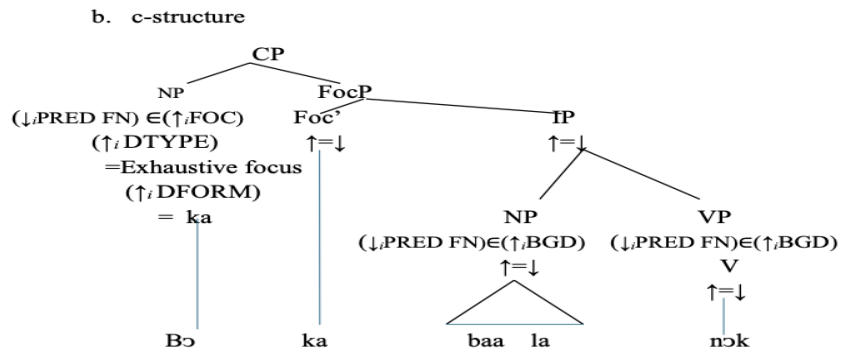 b. c-structure
CP
NP FocP
(↓ᵢPRED FN) ∈(↑ᵢFOC) Foc’ IP
(↑ᵢ DTYPE) ↑=↓ ↑=↓
=Exhaustive focus
(↑ᵢ DFORM)
= ka
NP VP
(↓ᵢPRED FN)∈(↑ᵢBGD) (↓ᵢPRED FN)∈(↑ᵢBGD)
↑=↓ V
↑=↓
Bɔ ka baa la nɔk